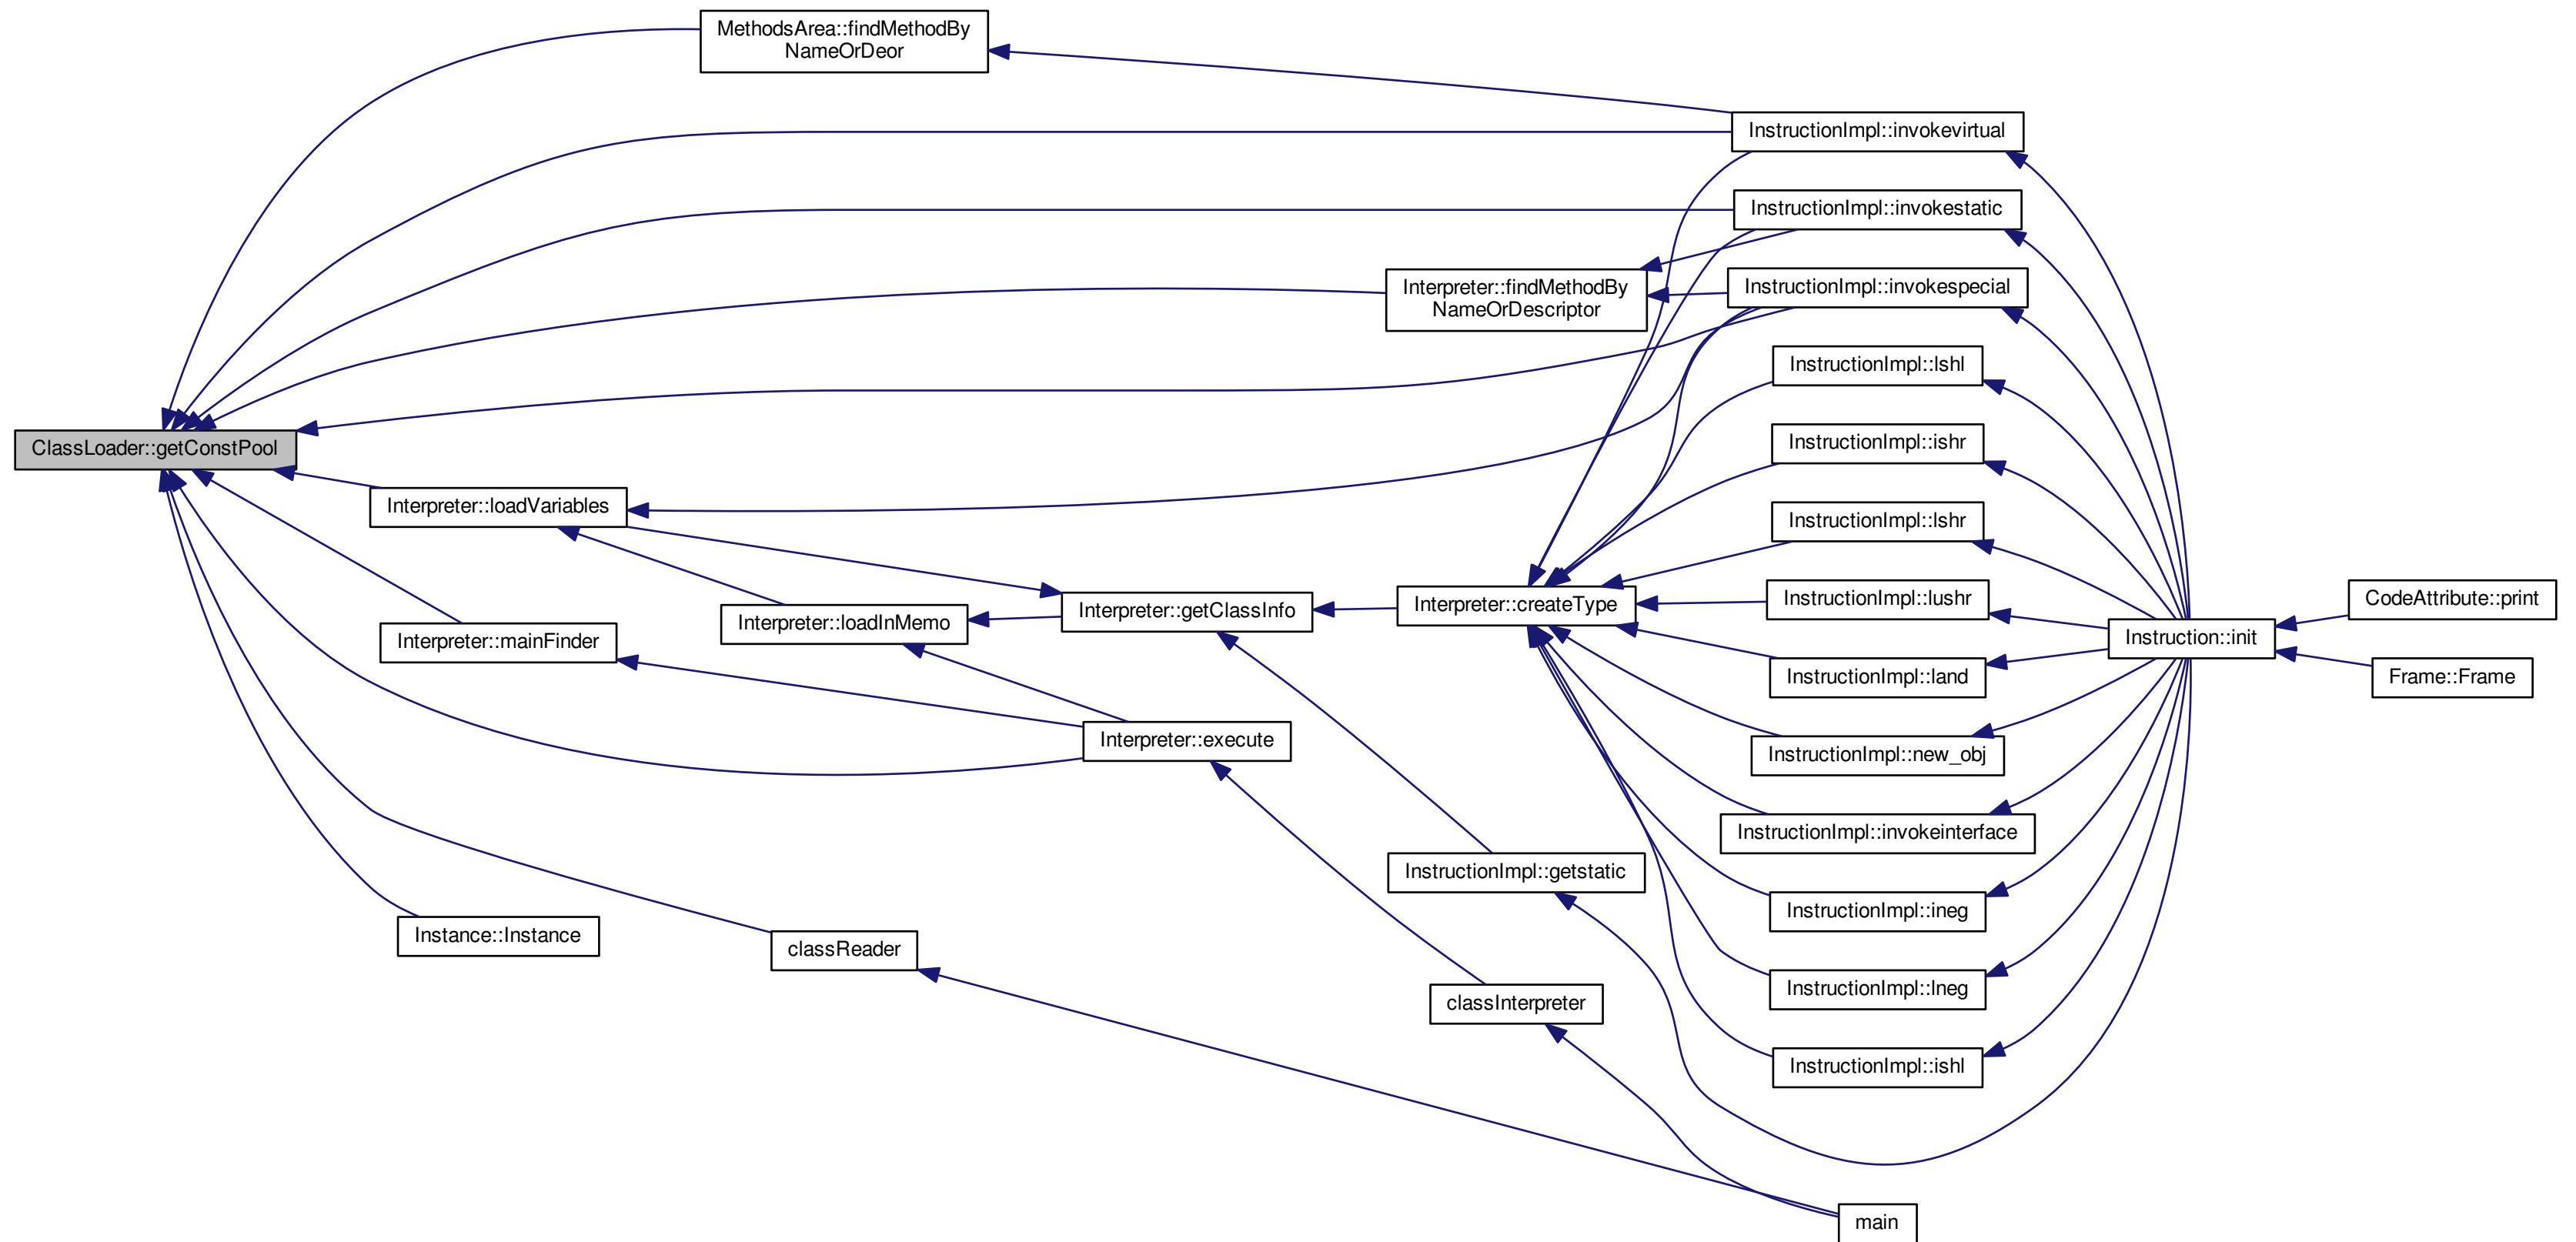 MethodsArea::findMethodBy
NameOrDeor
InstructionImpl::invokevirtual
InstructionImpl::invokestatic
Interpreter::findMethodBy
NameOrDescriptor
InstructionImpl::invokespecial
InstructionImpl::lshl
InstructionImpl::ishr
ClassLoader::getConstPool
Interpreter::loadVariables
InstructionImpl::lshr
Interpreter::createType
InstructionImpl::lushr
CodeAttribute::print
Interpreter::getClassInfo
Interpreter::loadInMemo
Interpreter::mainFinder
Instruction::init
InstructionImpl::land
Frame::Frame
Interpreter::execute
InstructionImpl::new_obj
InstructionImpl::invokeinterface
InstructionImpl::getstatic
InstructionImpl::ineg
Instance::Instance
classReader
InstructionImpl::lneg
classInterpreter
InstructionImpl::ishl
main